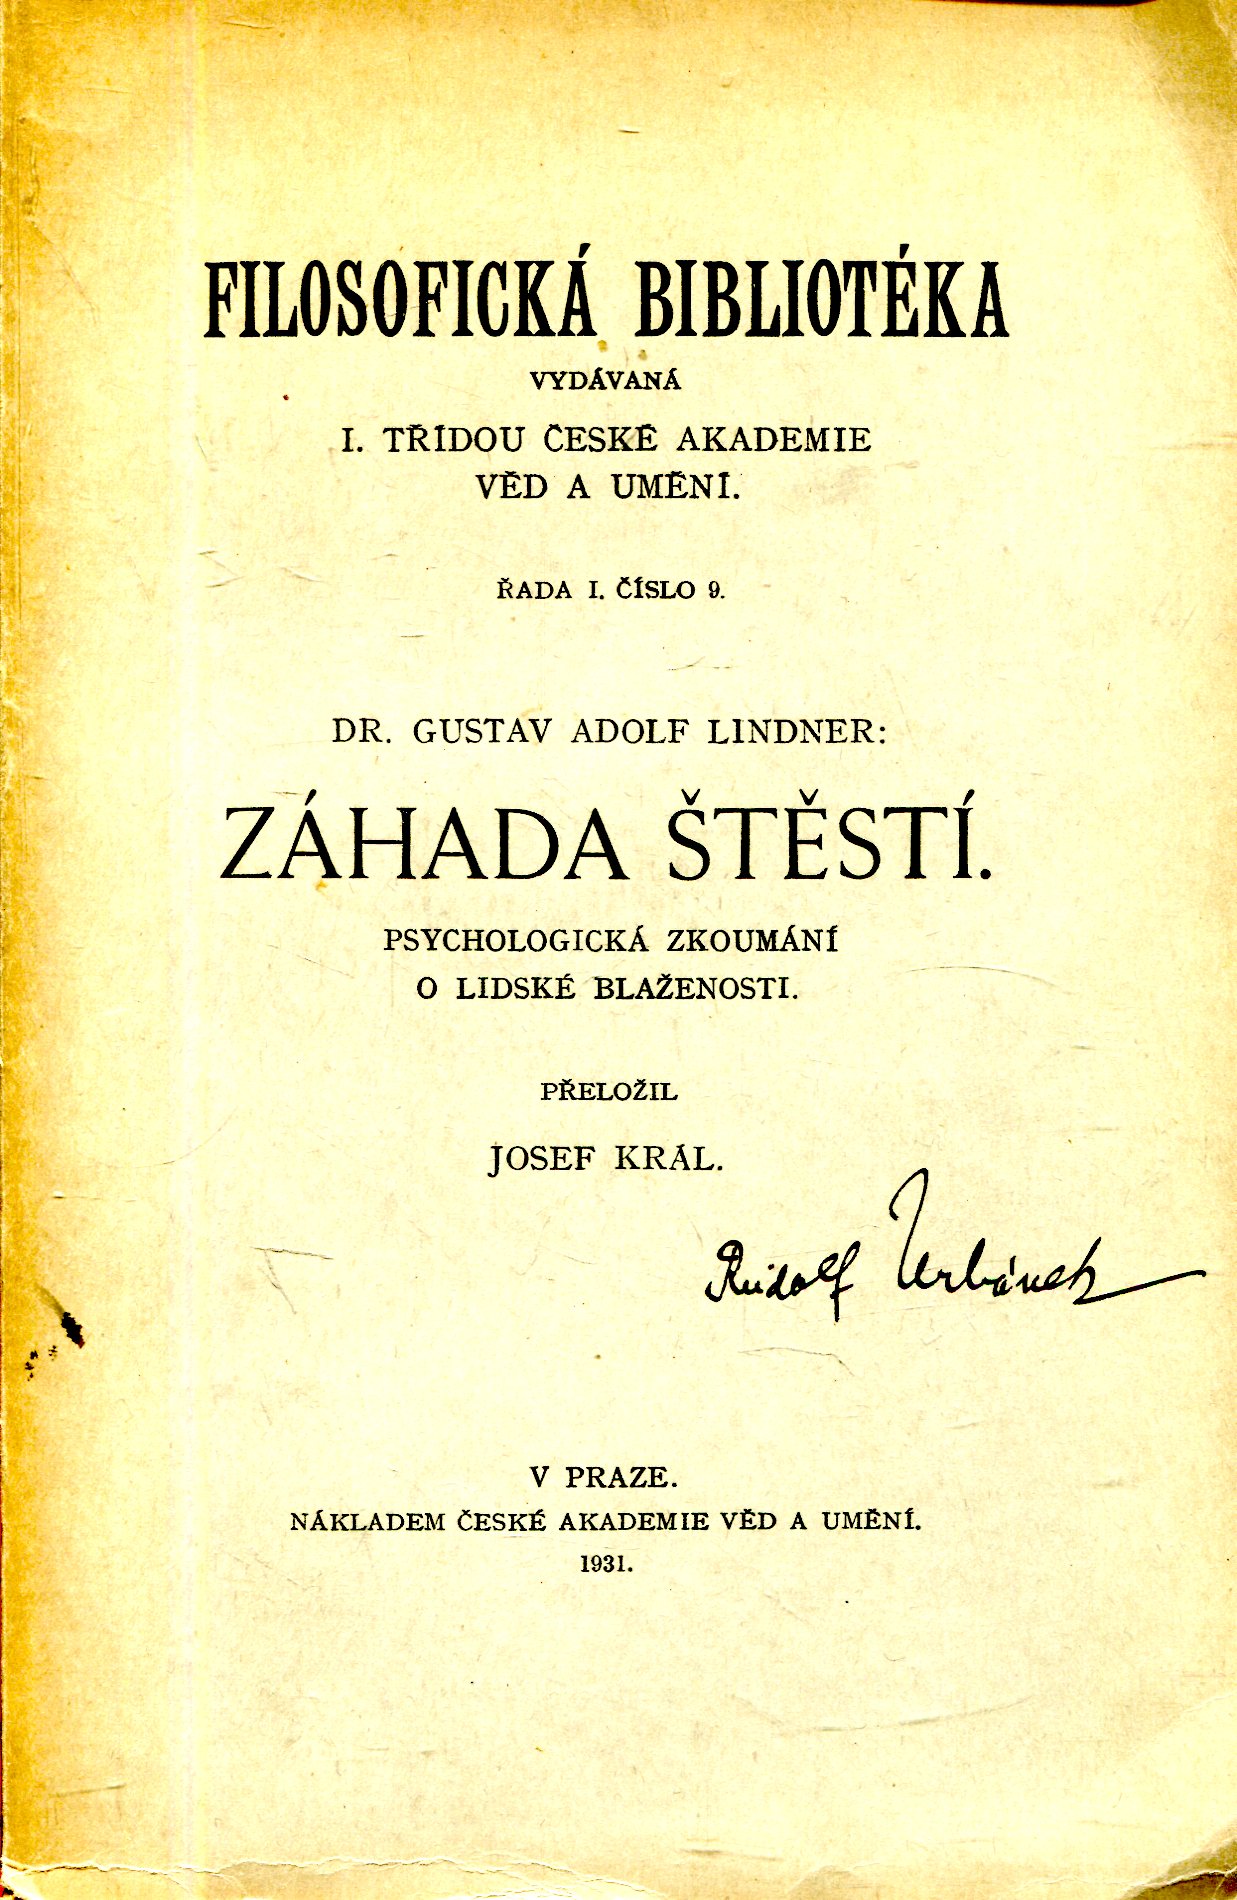 FILOSOFICKÁ BIBLIOTÉKA
VYDÁVANÁ
I. TŘÍDOU ČESKÉ AKADEMIE
VĚD A UMĚNÍ.
ŘADA I. ČÍSLO 9.
DR. GUSTAV ADOLF LINDNER:
ZÁHADA ŠTĚSTÍ.
PSYCHOLOGICKÁ ZKOUMÁNÍ
O LIDSKÉ BLAŽENOSTI.
PŘELOŽIL
JOSEF KRÁL.
Rudolf Urbánek
V PRAZE.
NÁKLADEM ČESKÉ AKADEMIE VĚD A UMĚNÍ.
1931.